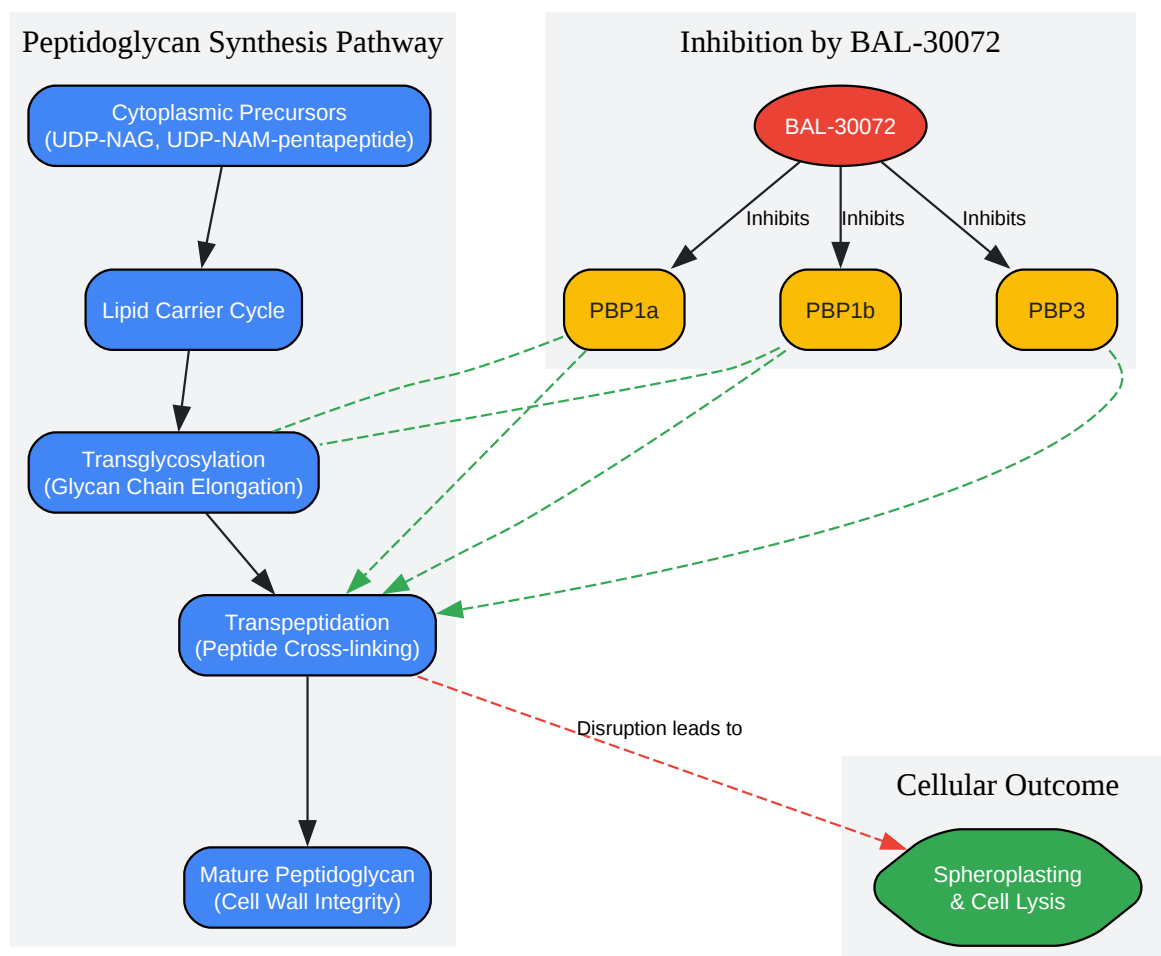 Peptidoglycan Synthesis Pathway
Cytoplasmic Precursors
(UDP-NAG, UDP-NAM-pentapeptide)
Lipid Carrier Cycle
Transglycosylation
(Glycan Chain Elongation)
Transpeptidation
(Peptide Cross-linking)
Mature Peptidoglycan
(Cell Wall Integrity)
Inhibition by BAL-30072
BAL-30072
Inhibits
Inhibits
Inhibits
PBP1a
PBP1b
PBP3
Disruption leads to
Cellular Outcome
Spheroplasting
& Cell Lysis